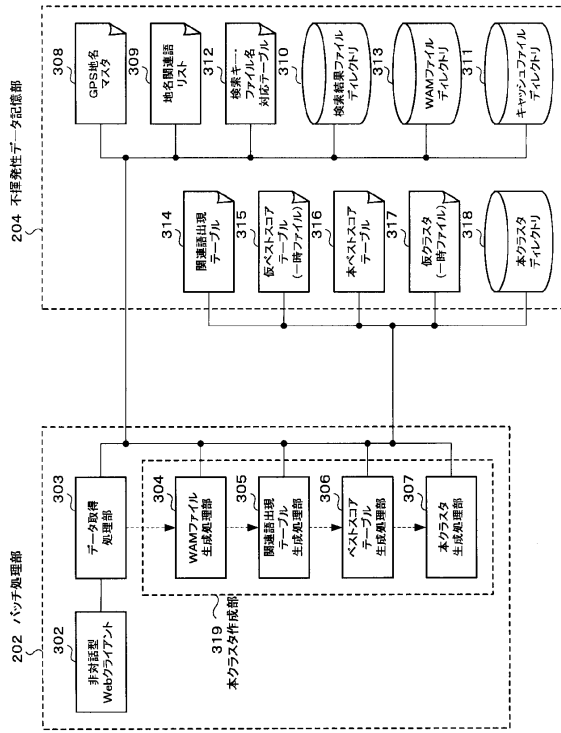 202 バッチ処理部
302
非対話型
Webクライアント
303
データ取得
処理部
304
WAMファイル
生成処理部
305
関連語出現
テーブル
生成処理部
306
ベストスコア
テーブル
生成処理部
307
本クラスタ
生成処理部
319
本クラスタ作成部
204 不揮発性データ記憶部
308
GPS地名
マスタ
309
地名関連語
リスト
312
検索キー・
ファイル名
対応テーブル
310
検索結果ファイル
ディレクトリ
313
WAMファイル
ディレクトリ
311
キャッシュファイル
ディレクトリ
314
関連語出現
テーブル
315
仮ベストスコア
テーブル
(一時ファイル)
316
本ベストスコア
テーブル
317
仮クラスタ
(一時ファイル)
318
本クラスタ
ディレクトリ